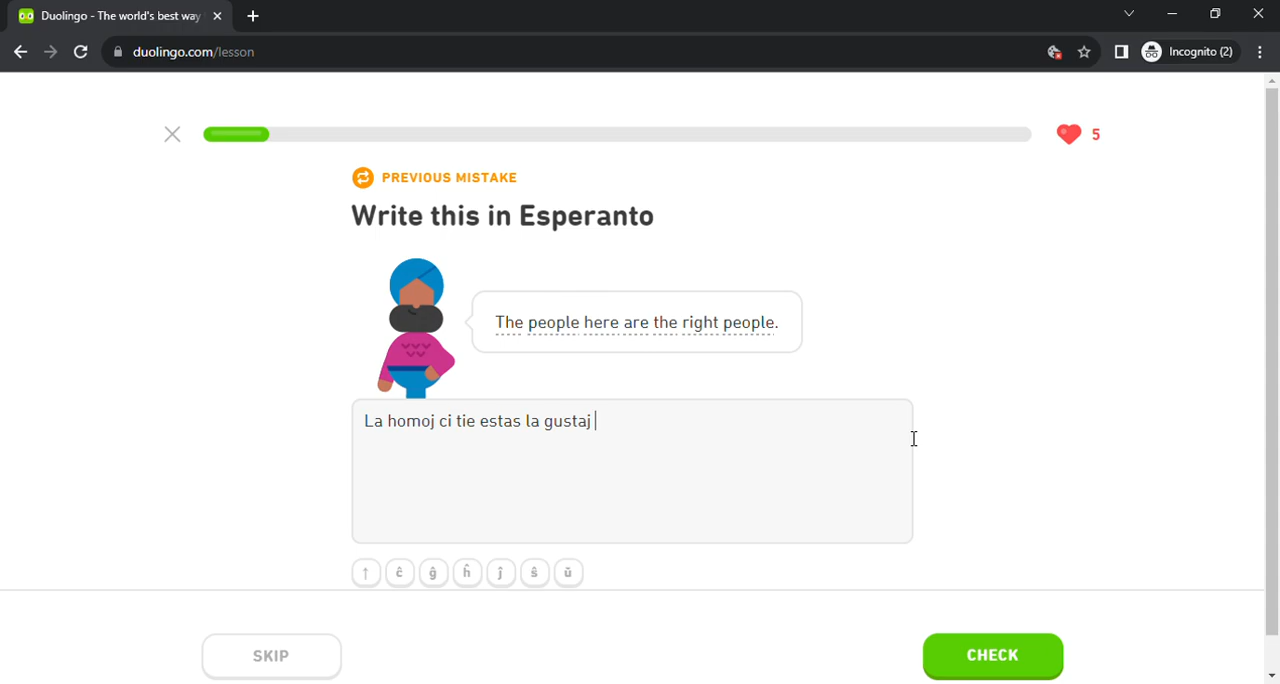 Duolingo - The world's best way
duolingo.com/lesson
Incognito (2)
5
PREVIOUS MISTAKE
Write this in Esperanto
The people here are the right people.
La homoj ci tie estas la gustaj
↑ ĉ ĝ ĥ ĵ ŝ ŭ
SKIP
CHECK